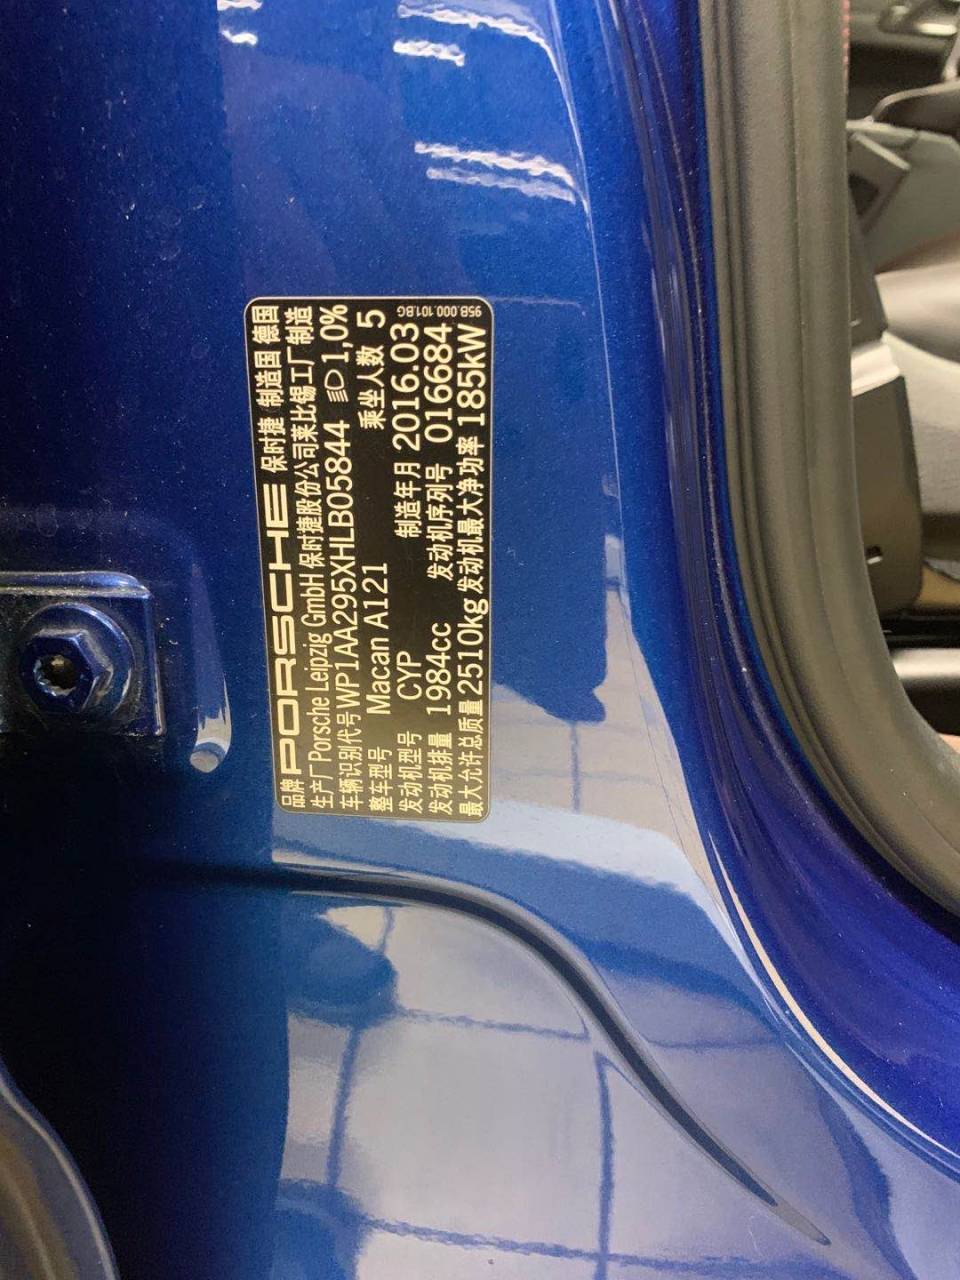 品牌 PORSCHE 保时捷 制造国 德国
生产厂 Porsche Leipzig GmbH 保时捷股份公司莱比锡工厂制造
车辆识别代号 WP1AA295XHLB05844 1,0%
整车型号 Macan A121 乘坐人数 5
发动机型号 CYP 制造年月 2016.03
发动机排量 1984cc 发动机序列号 016684
最大允许总质量 2510kg 发动机最大净功率 185kW
95B.000.101.BG